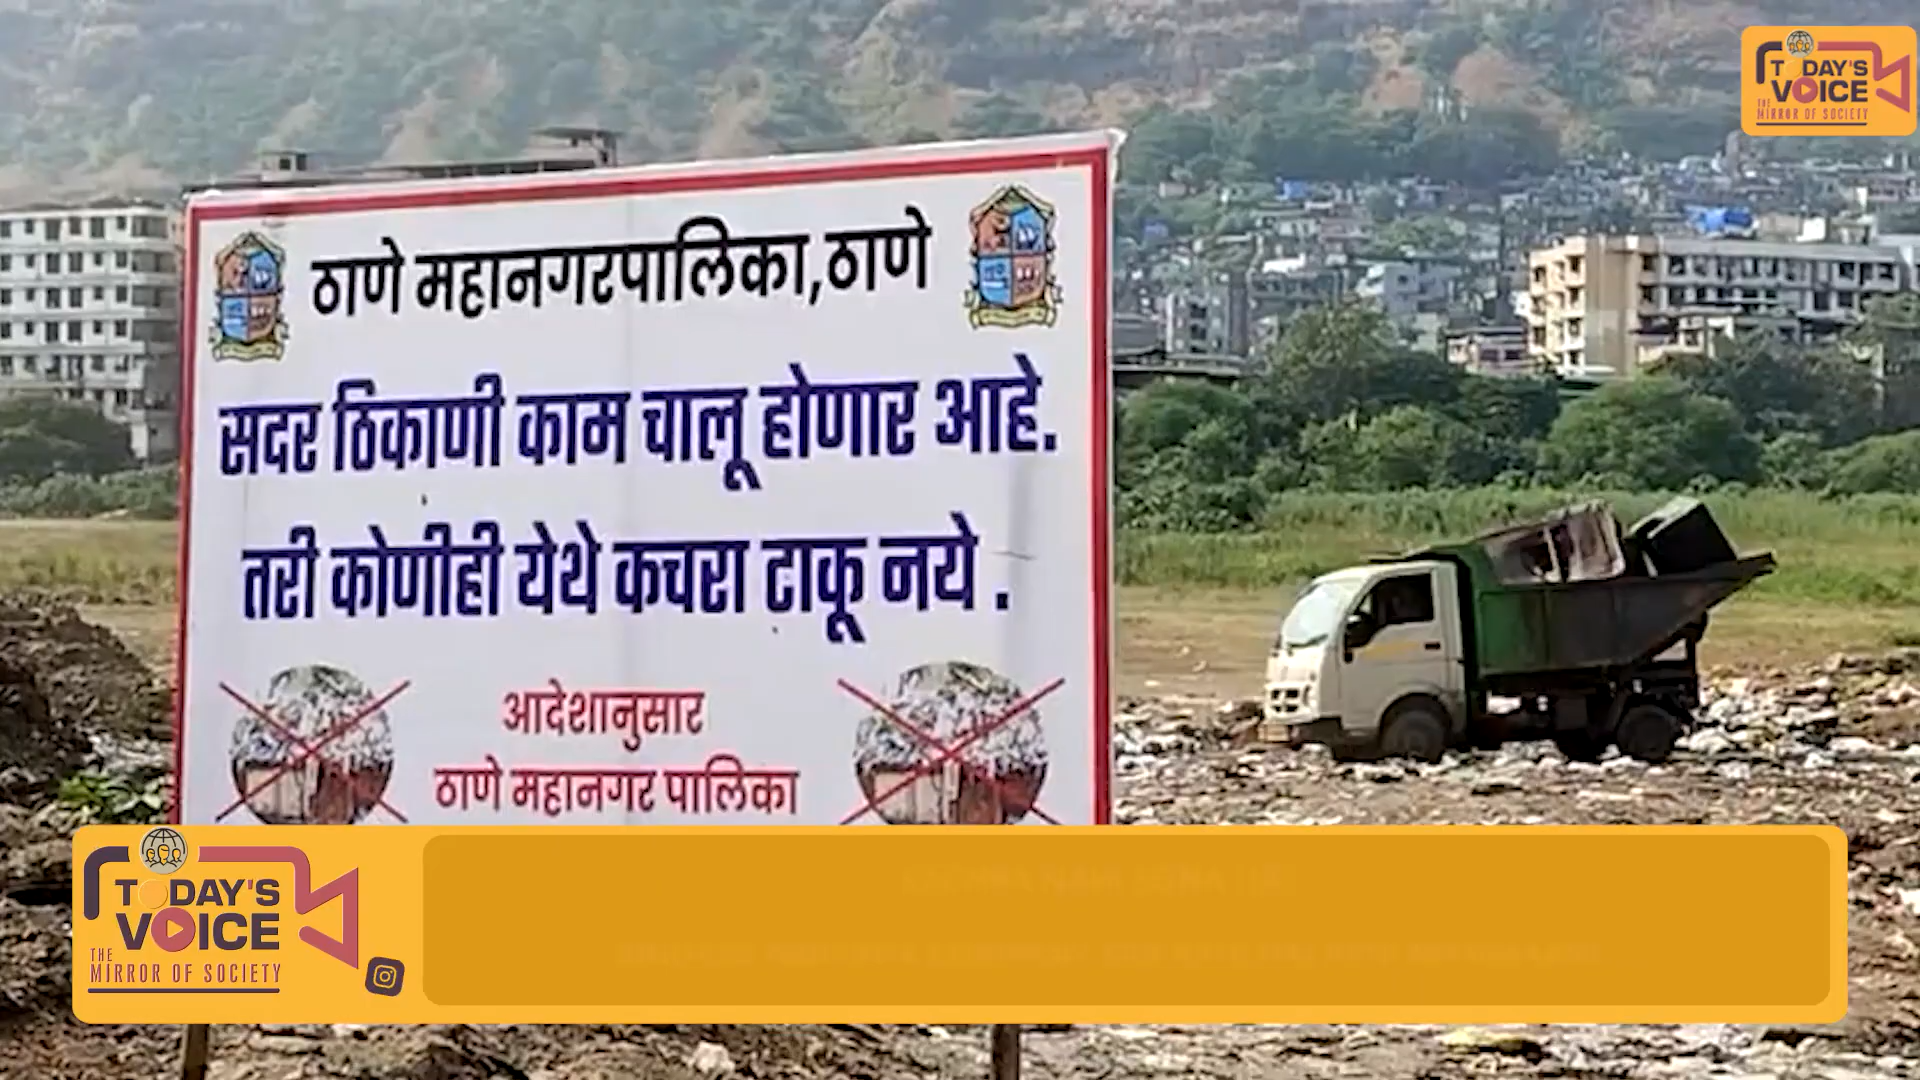 TODAY'S
VOICE
THE
MIRROR OF SOCIETY
ठाणे महानगरपालिका,ठाणे
सदर ठिकाणी काम चालू होणार आहे.
तरी कोणीही येथे कचरा टाकू नये .
आदेशानुसार
ठाणे महानगर पालिका
TODAY'S
VOICE
THE
MIRROR OF SOCIETY